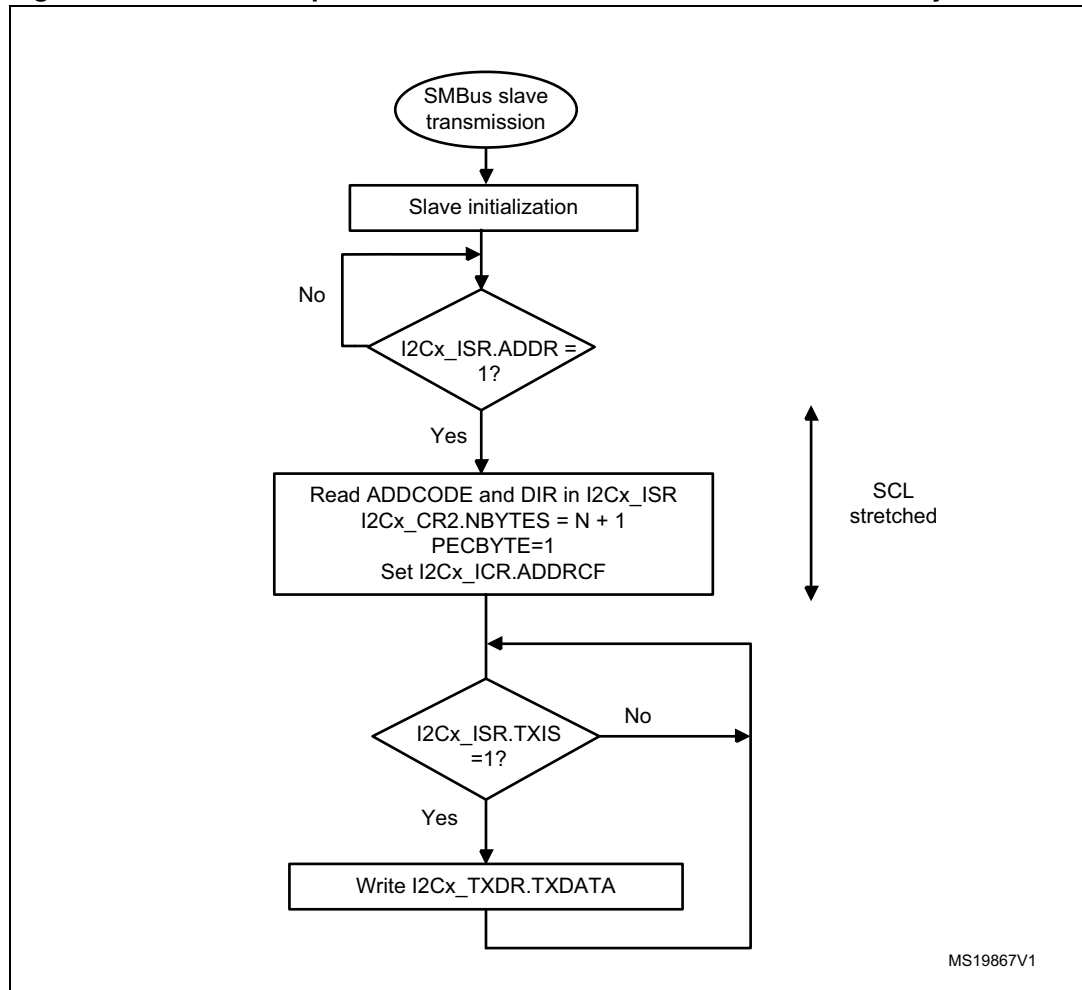 SMBus slave
transmission
Slave initialization
No
I2Cx_ISR.ADDR =
1?
Yes
Read ADDCODE and DIR in I2Cx_ISR
I2Cx_CR2.NBYTES = N + 1
PECBYTE=1
Set I2Cx_ICR.ADDRCF
SCL
stretched
I2Cx_ISR.TXIS
=1?
No
Yes
Write I2Cx_TXDR.TXDATA
MS19867V1